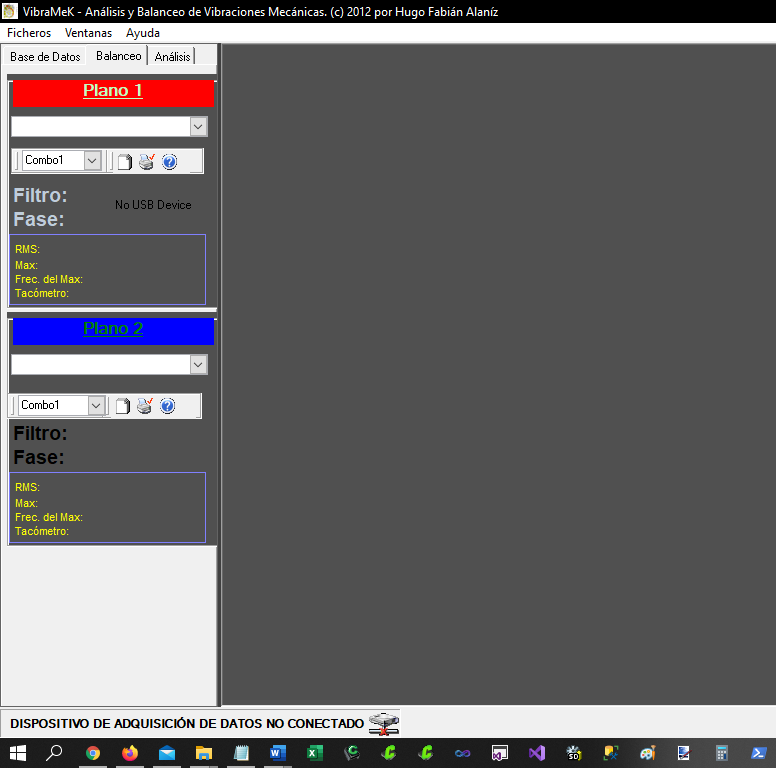 VibraMeK - Análisis y Balanceo de Vibraciones Mecánicas. (c) 2012 por Hugo Fabián Alaníz
Ficheros Ventanas Ayuda
Base de Datos Balanceo Análisis
Plano 1
Combo1
Filtro:
No USB Device
Fase:
RMS:
Max:
Frec. del Max:
Tacómetro:
Plano 2
Combo1
Filtro:
Fase:
RMS:
Max:
Frec. del Max:
Tacómetro:
DISPOSITIVO DE ADQUISICIÓN DE DATOS NO CONECTADO